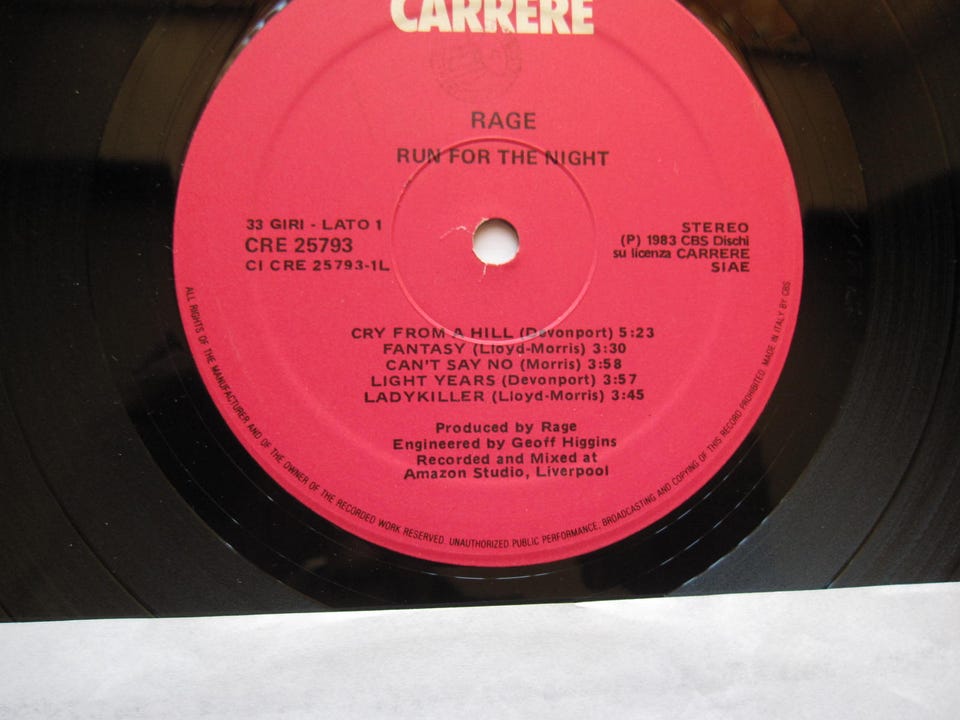 CARRERE
RAGE
RUN FOR THE NIGHT
33 GIRI - LATO 1
CRE 25793
CI CRE 25793-1L
STEREO
(P) 1983 CBS Dischi
su licenza CARRERE
SIAE
CRY FROM A HILL (Devonport) 5:23
FANTASY (Lloyd-Morris) 3:30
CAN'T SAY NO (Morris) 3:58
LIGHT YEARS (Devonport) 3:57
LADYKILLER (Lloyd-Morris) 3:45
Produced by Rage
Engineered by Geoff Higgins
Recorded and Mixed at
Amazon Studio, Liverpool
ALL RIGHTS OF THE MANUFACTURER AND OF THE OWNER OF THE RECORDED WORK RESERVED. UNAUTHORIZED PUBLIC PERFORMANCE, BROADCASTING AND COPYING OF THIS RECORD PROHIBITED. MADE IN ITALY BY CBS